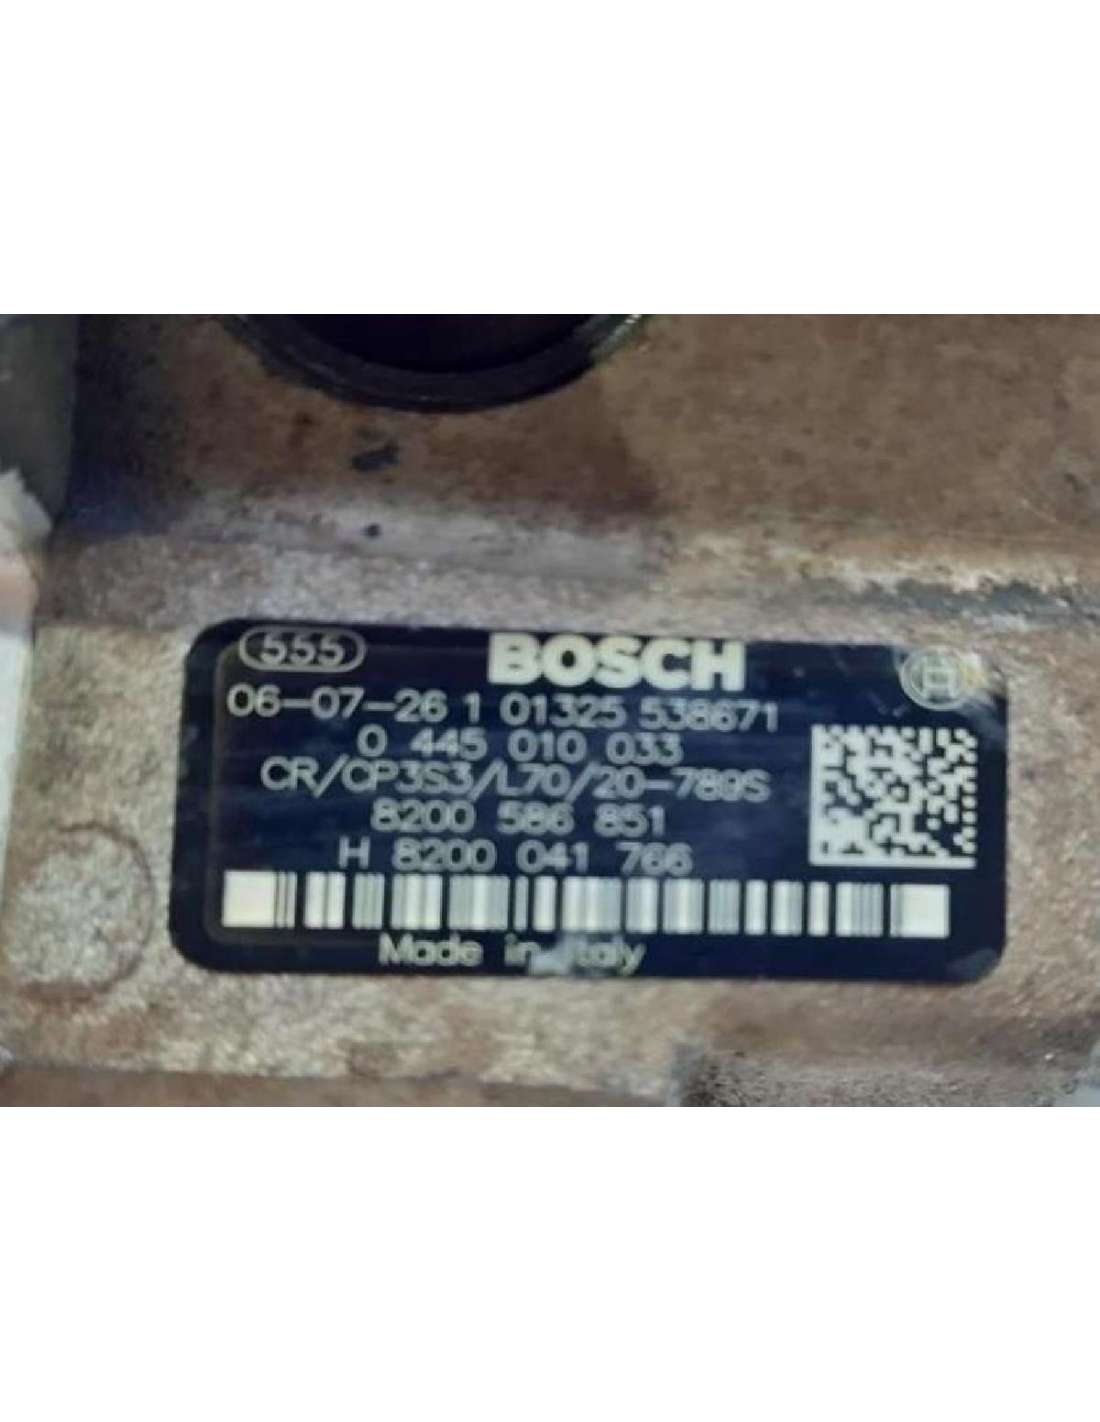 555 BOSCH
06-07-26 1 01325 538671
0 445 010 033
CR/CP3S3/L70/20-789S
8200 586 851
H 8200 041 766
Made in Italy